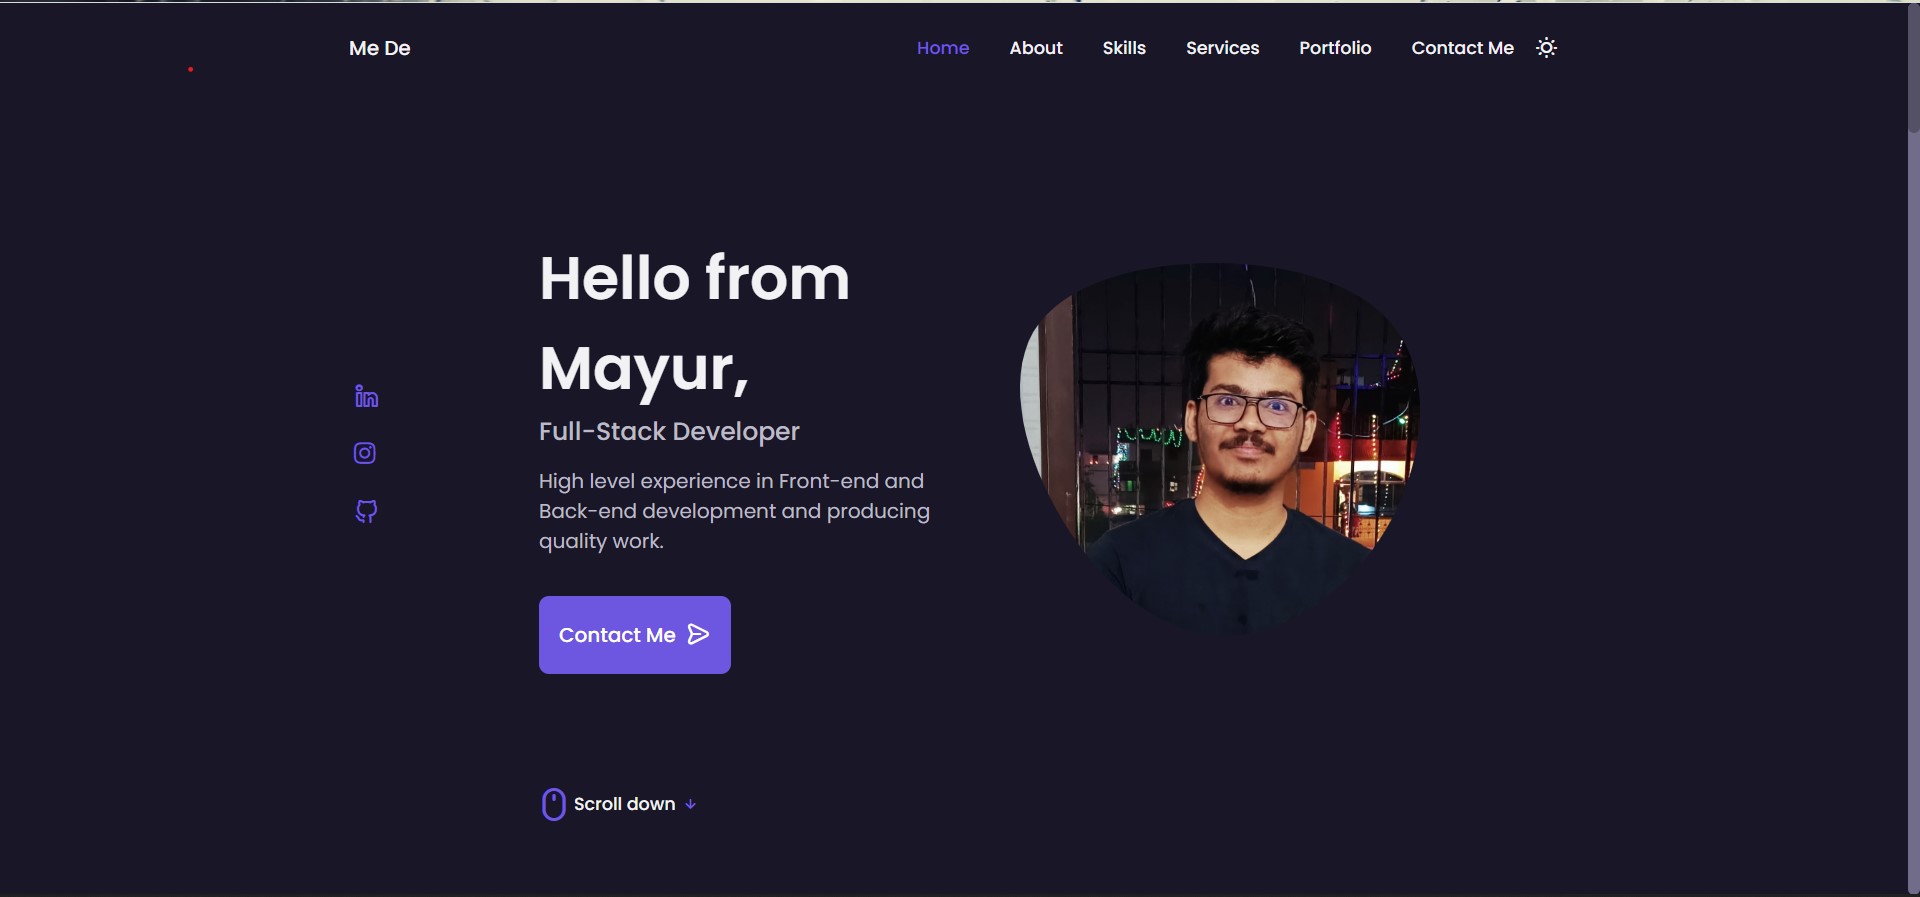 Me De
Home About Skills Services Portfolio Contact Me
Hello from
Mayur,
Full-Stack Developer
High level experience in Front-end and
Back-end development and producing
quality work.
Contact Me
Scroll down